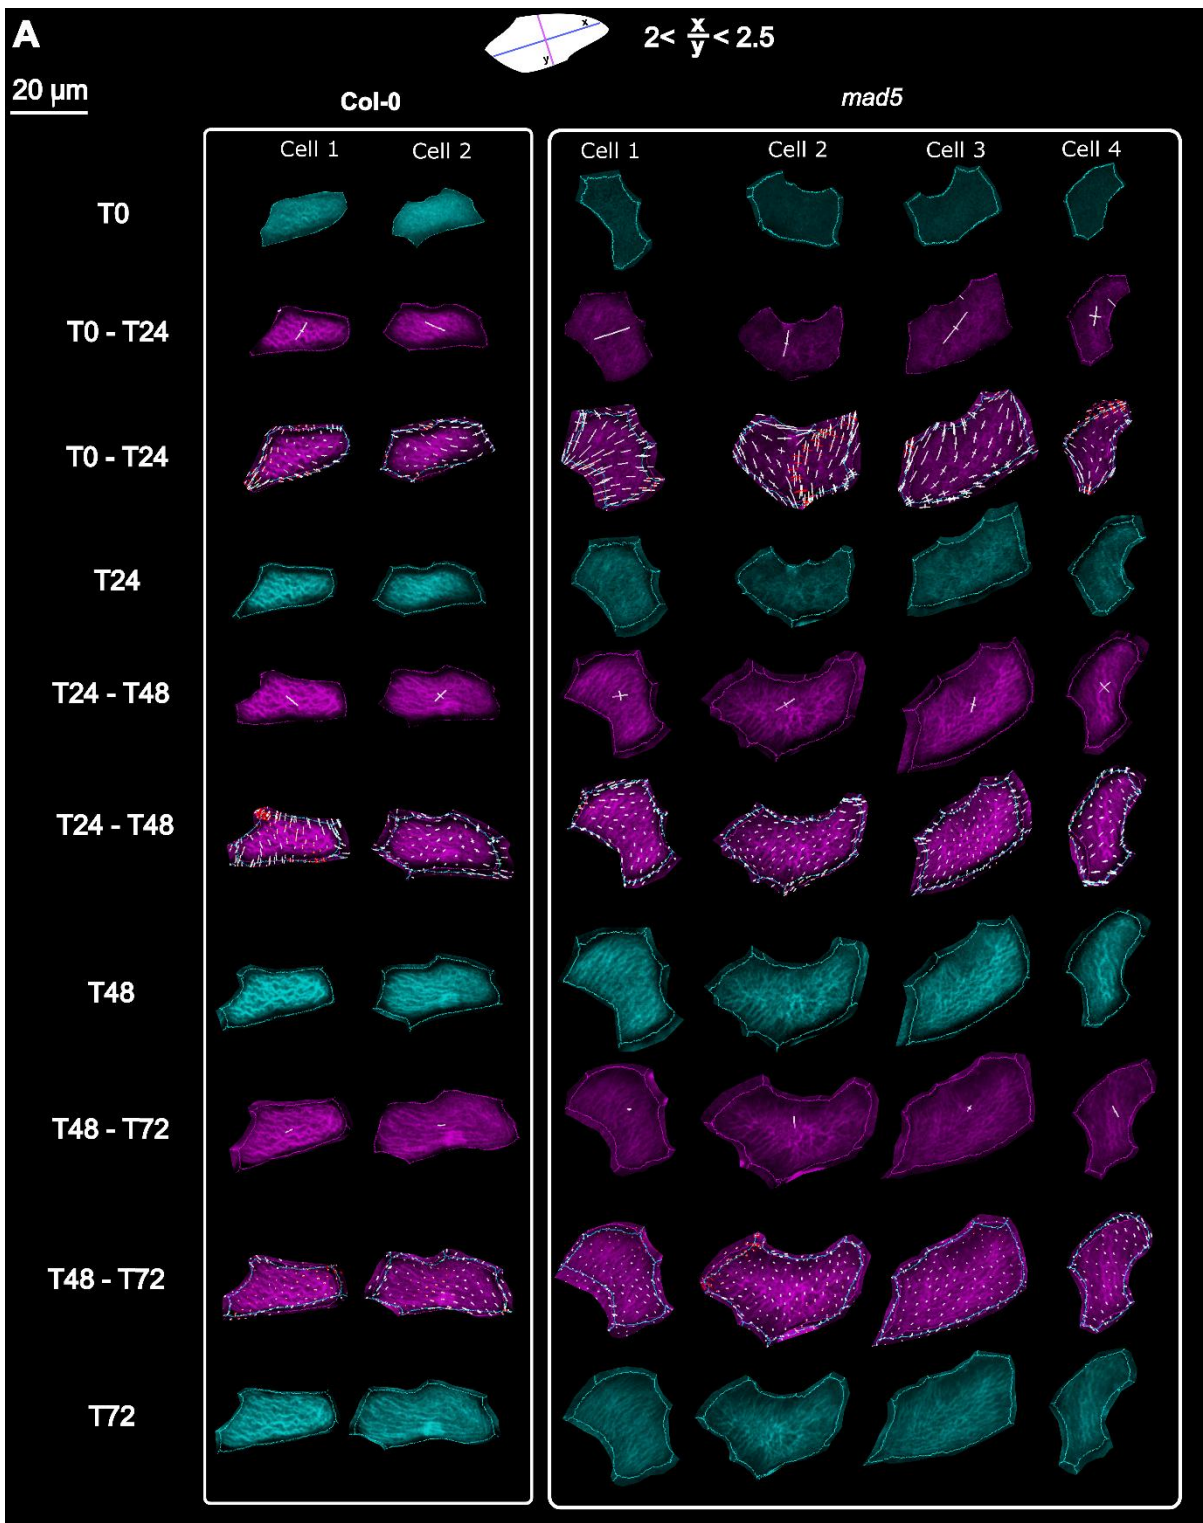 A
x
y
2< x/y < 2.5
20 µm
Col-0
mad5
Cell 1 Cell 2 Cell 1 Cell 2 Cell 3 Cell 4
T0
T0 - T24
T0 - T24
T24
T24 - T48
T24 - T48
T48
T48 - T72
T48 - T72
T72